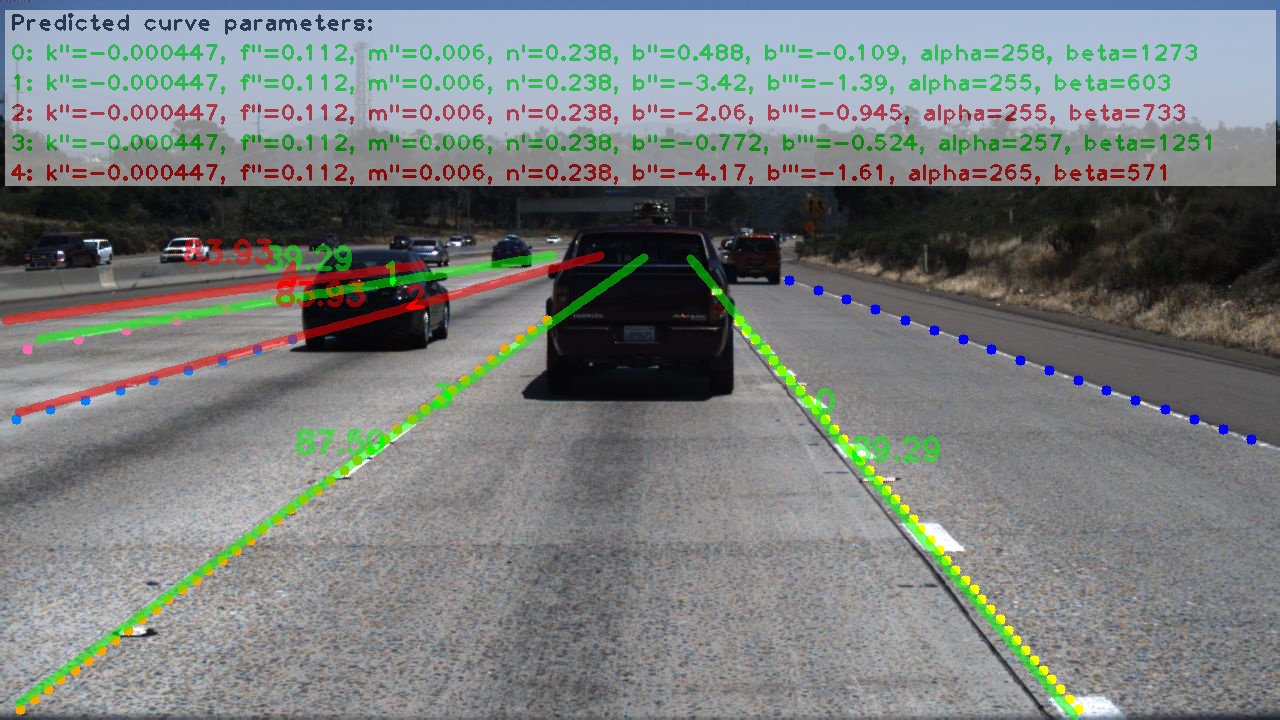 Predicted curve parameters:
0: k''=-0.000447, f''=0.112, m''=0.006, n'=0.238, b''=0.488, b'''=-0.109, alpha=258, beta=1273
1: k''=-0.000447, f''=0.112, m''=0.006, n'=0.238, b''=-3.42, b'''=-1.39, alpha=255, beta=603
2: k''=-0.000447, f''=0.112, m''=0.006, n'=0.238, b''=-2.06, b'''=-0.945, alpha=255, beta=733
3: k''=-0.000447, f''=0.112, m''=0.006, n'=0.238, b''=-0.772, b'''=-0.524, alpha=257, beta=1251
4: k''=-0.000447, f''=0.112, m''=0.006, n'=0.238, b''=-4.17, b'''=-1.61, alpha=265, beta=571
83.93
39.29
4
1
83.93
2
3
0
87.50
89.29